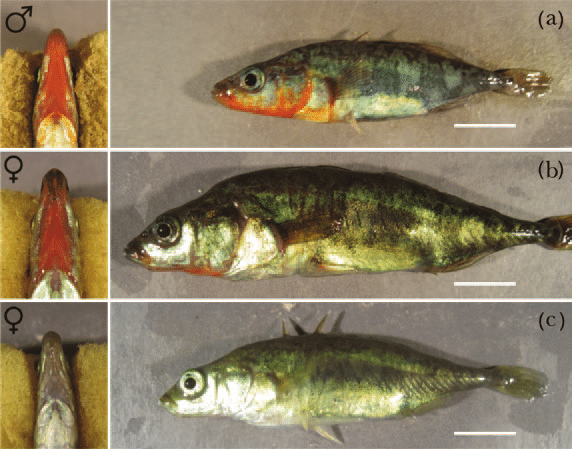 ♂ (a)
♀ (b)
♀ (c)